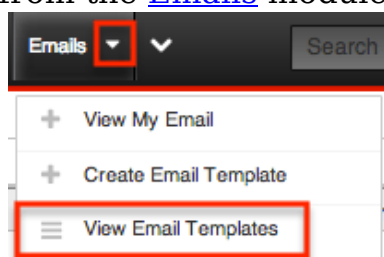 from the Emails module
Emails Search
View My Email
Create Email Template
View Email Templates